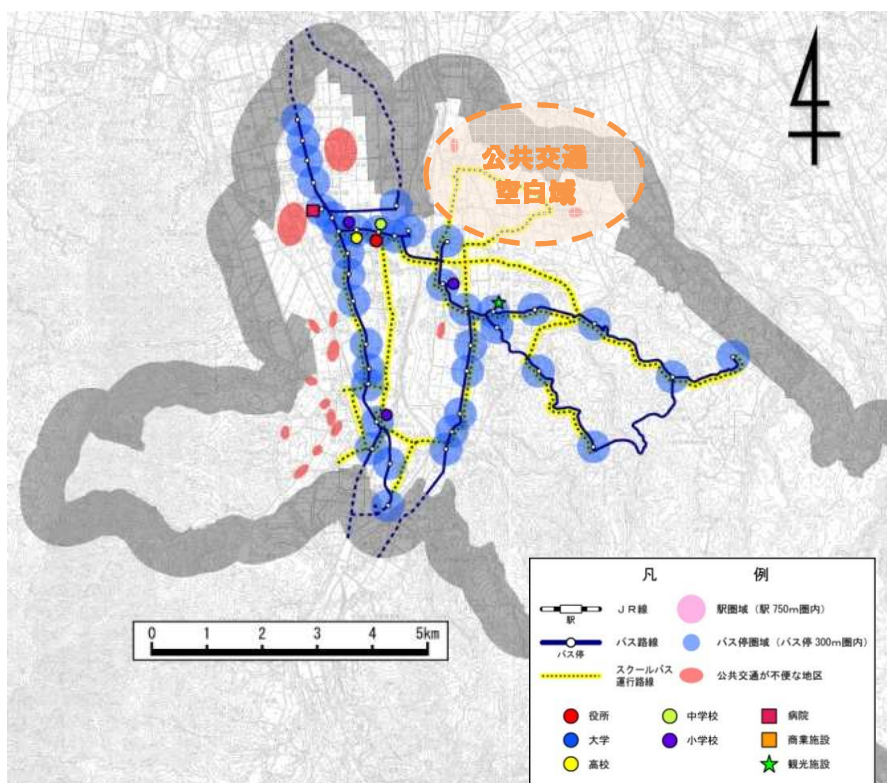 公共交通
空白域
0 1 2 3 4 5km
凡 例
JR線
駅
駅圏域（駅 750m圏内）
バス路線
バス停
バス停圏域（バス停 300m圏内）
スクールバス
運行路線
公共交通が不便な地区
役所
中学校
病院
大学
小学校
商業施設
高校
観光施設